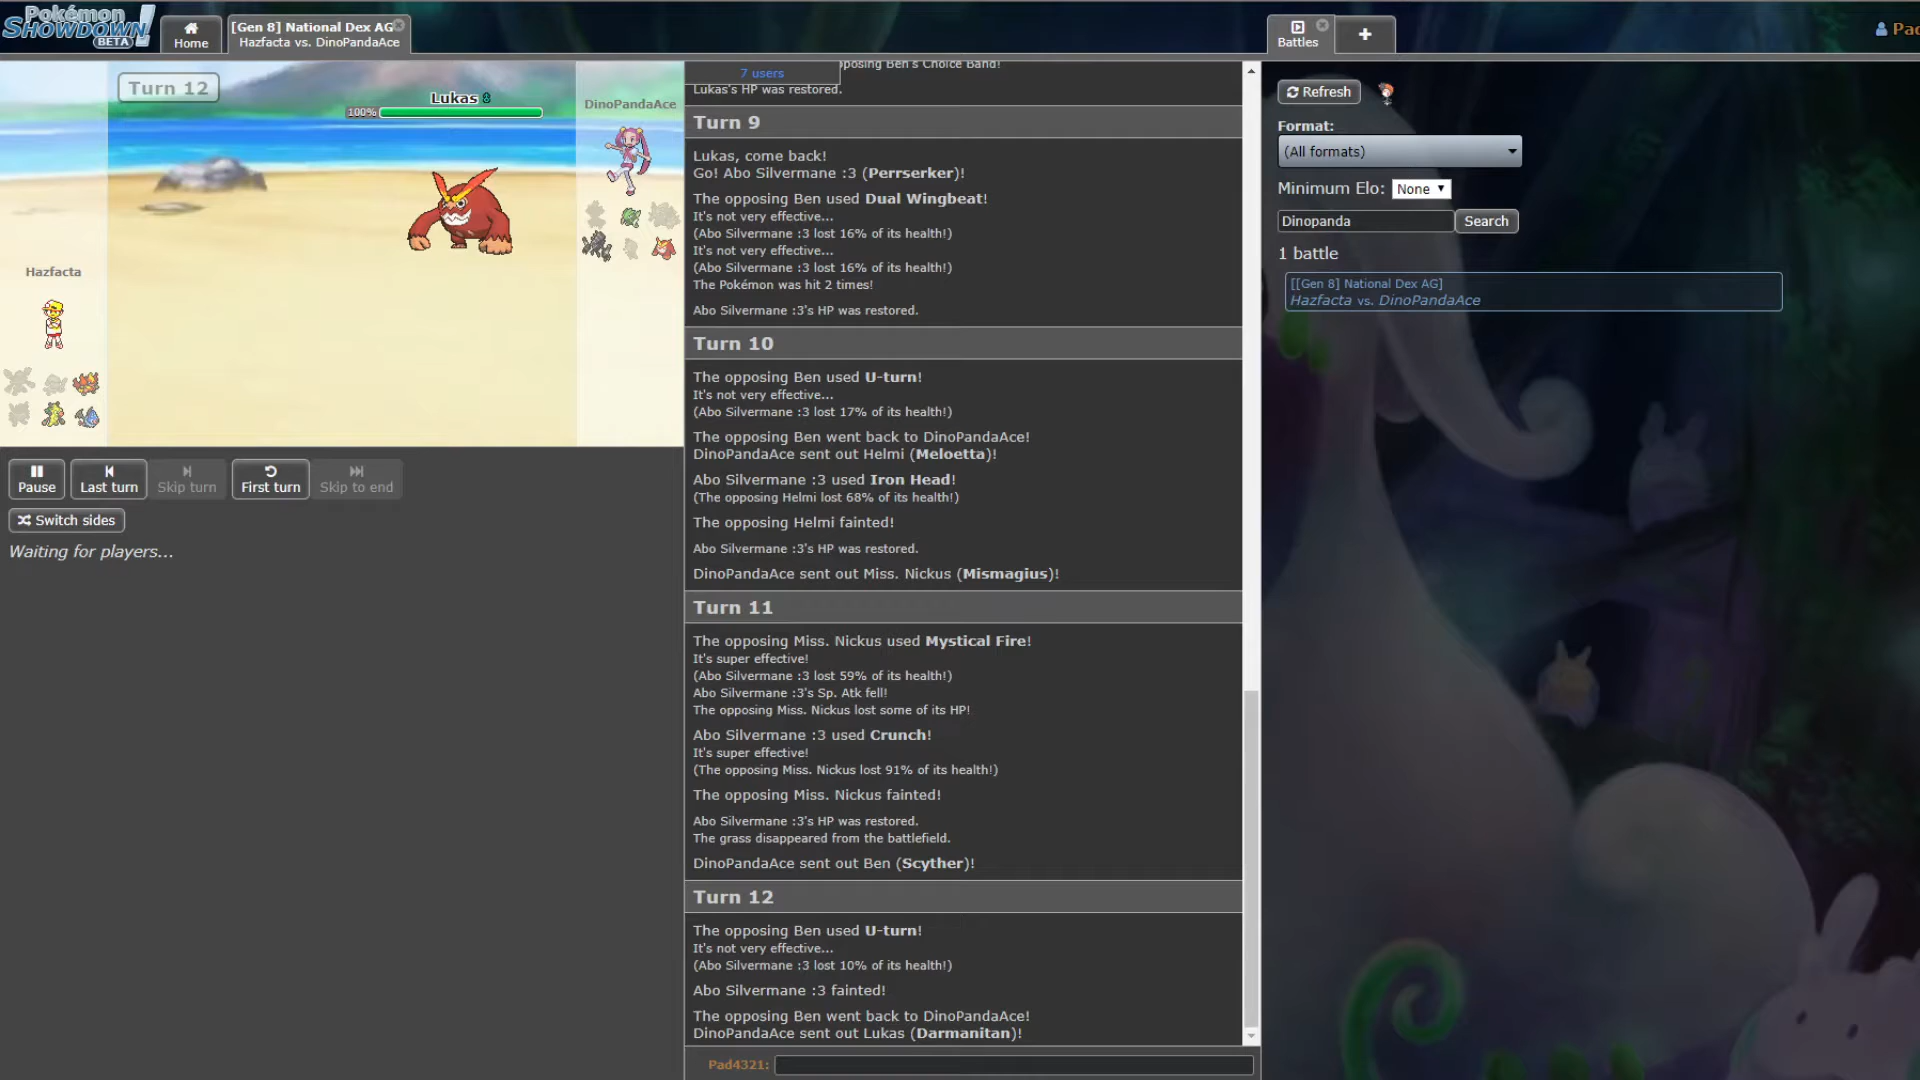 Pokémon
SHOWDOWN!
BETA
Home
[Gen 8] National Dex AG
Hazfacta vs. DinoPandaAce
Battles
+
Turn 12
Lukas
100%
DinoPandaAce
Hazfacta
Pause
Last turn
Skip turn
First turn
Skip to end
Switch sides
Waiting for players...
7 users
pposing Ben's Choice Band!
Lukas's HP was restored.
Turn 9
Lukas, come back!
Go! Abo Silvermane :3 (Perrserker)!
The opposing Ben used Dual Wingbeat!
It's not very effective...
(Abo Silvermane :3 lost 16% of its health!)
It's not very effective...
(Abo Silvermane :3 lost 16% of its health!)
The Pokémon was hit 2 times!
Abo Silvermane :3's HP was restored.
Turn 10
The opposing Ben used U-turn!
It's not very effective...
(Abo Silvermane :3 lost 17% of its health!)
The opposing Ben went back to DinoPandaAce!
DinoPandaAce sent out Helmi (Meloetta)!
Abo Silvermane :3 used Iron Head!
(The opposing Helmi lost 68% of its health!)
The opposing Helmi fainted!
Abo Silvermane :3's HP was restored.
DinoPandaAce sent out Miss. Nickus (Mismagius)!
Turn 11
The opposing Miss. Nickus used Mystical Fire!
It's super effective!
(Abo Silvermane :3 lost 59% of its health!)
Abo Silvermane :3's Sp. Atk fell!
The opposing Miss. Nickus lost some of its HP!
Abo Silvermane :3 used Crunch!
It's super effective!
(The opposing Miss. Nickus lost 91% of its health!)
The opposing Miss. Nickus fainted!
Abo Silvermane :3's HP was restored.
The grass disappeared from the battlefield.
DinoPandaAce sent out Ben (Scyther)!
Turn 12
The opposing Ben used U-turn!
It's not very effective...
(Abo Silvermane :3 lost 10% of its health!)
Abo Silvermane :3 fainted!
The opposing Ben went back to DinoPandaAce!
DinoPandaAce sent out Lukas (Darmanitan)!
Pad4321:
Pad
Refresh
Format:
(All formats)
Minimum Elo: None
Dinopanda
Search
1 battle
[[Gen 8] National Dex AG]
Hazfacta vs. DinoPandaAce